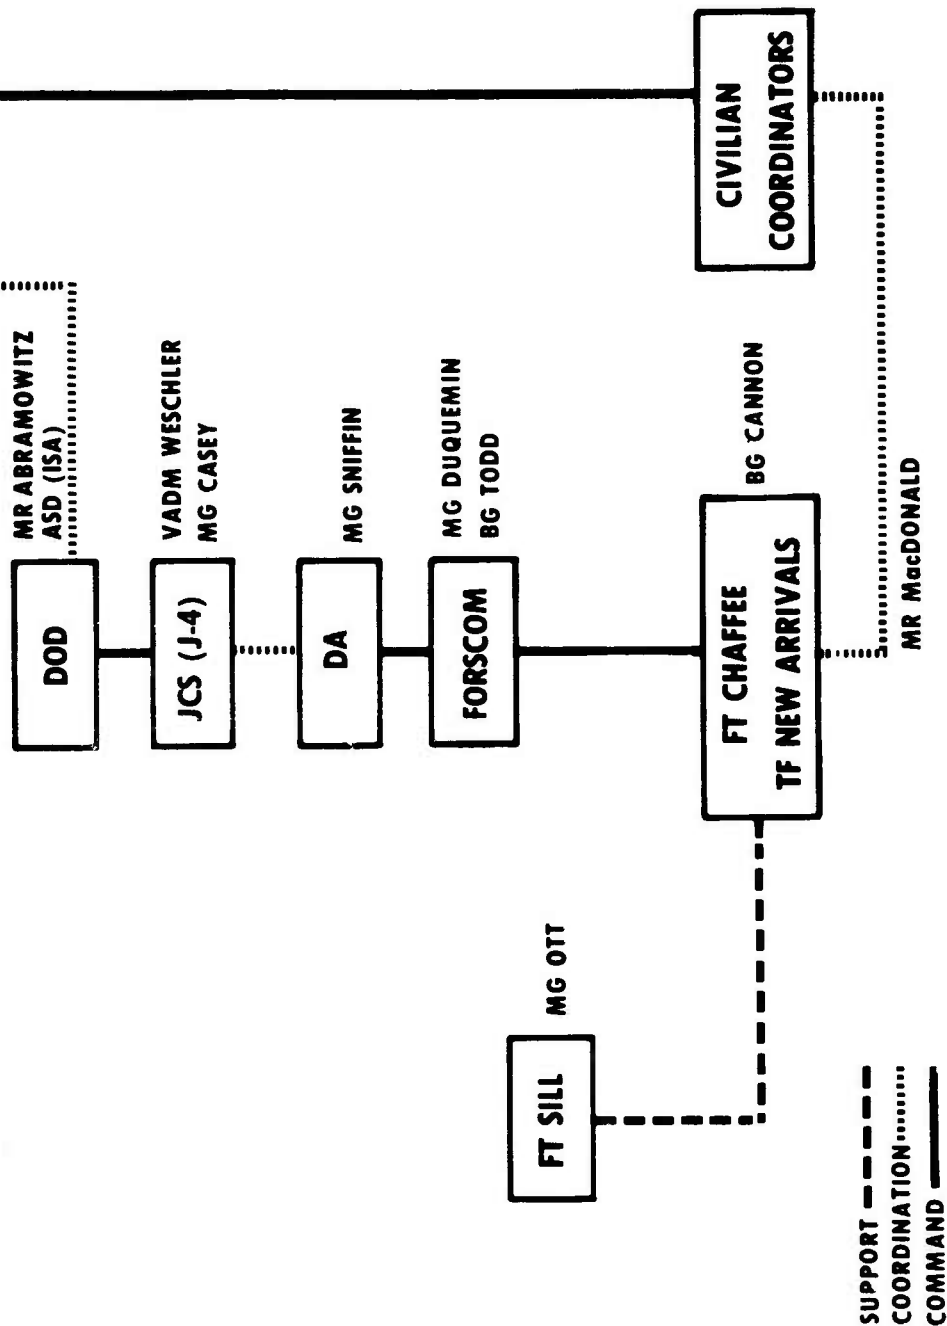 DOD
MR ABRAMOWITZ
ASD (ISA)
JCS (J-4)
VADM WESCHLER
MG CASEY
DA
MG SNIFFIN
FORSCOM
MG DUQUEMIN
BG TODD
FT SILL
MG OTT
FT CHAFFEE
TF NEW ARRIVALS
BG CANNON
CIVILIAN
COORDINATORS
MR MacDONALD
SUPPORT
COORDINATION
COMMAND